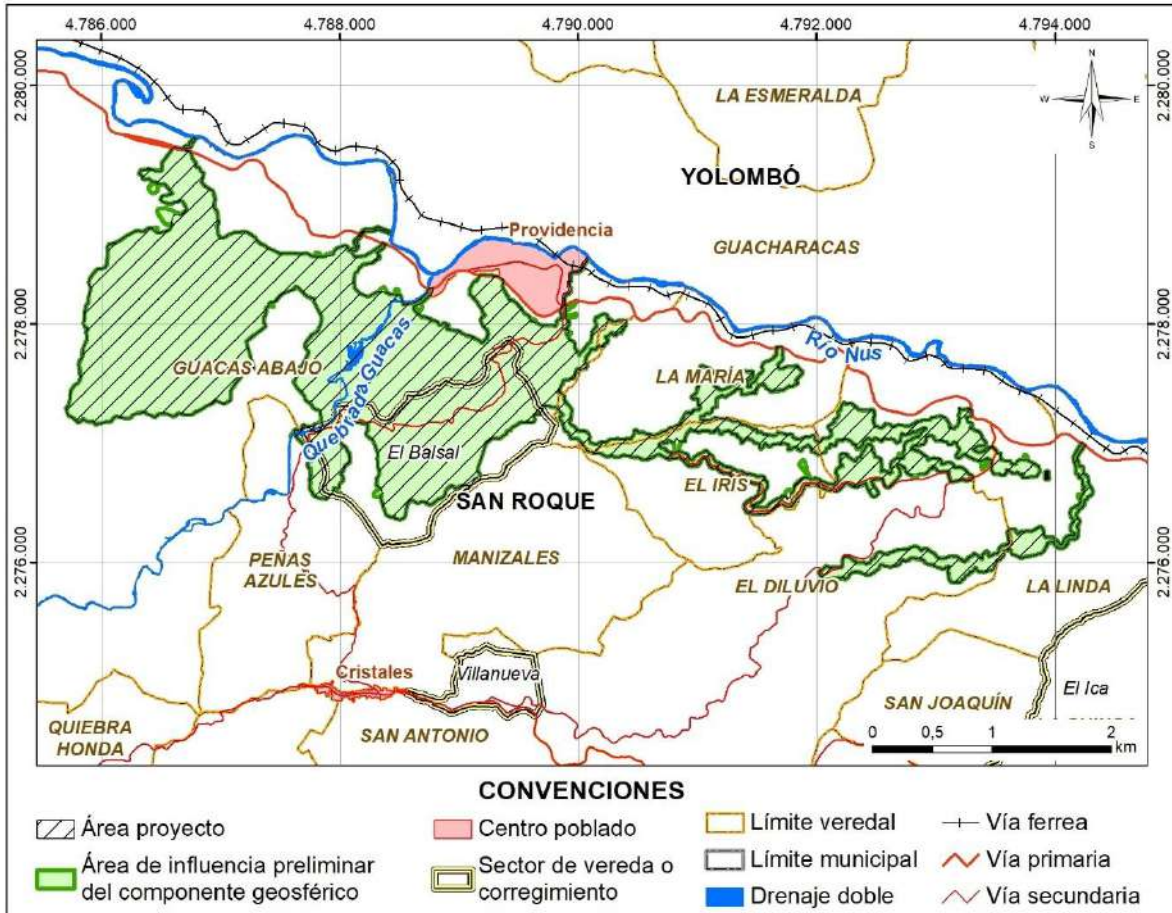 4.786.000
4.788.000
4.790.000
4.792.000
4.794.000
2.280.000
2.280.000
N
W
E
S
LA ESMERALDA
YOLOMBÓ
Providencia
GUACHARACAS
2.278.000
2.278.000
Río Nus
GUACAS ABAJO
Quebrada Guacas
LA MARÍA
El Balsal
EL IRIS
SAN ROQUE
PEÑAS
AZULES
MANIZALES
2.276.000
2.276.000
EL DILUVIO
LA LINDA
Cristales
Villanueva
El Ica
SAN JOAQUÍN
QUIEBRA
HONDA
SAN ANTONIO
0
0,5
1
2
km
CONVENCIONES
Área proyecto
Área de influencia preliminar
del componente geosférico
Centro poblado
Sector de vereda o
corregimiento
Límite veredal
Límite municipal
Drenaje doble
Vía ferrea
Vía primaria
Vía secundaria